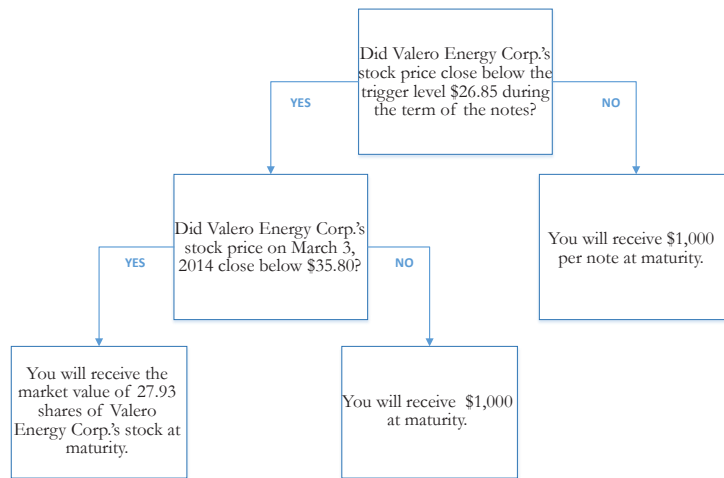 Did Valero Energy Corp.'s
stock price close below the
trigger level $26.85 during
the term of the notes?
YES
NO
Did Valero Energy Corp.'s
stock price on March 3,
2014 close below $35.80?
You will receive $1,000
per note at maturity.
YES
NO
You will receive the
market value of 27.93
shares of Valero
Energy Corp.'s stock at
maturity.
You will receive $1,000
at maturity.